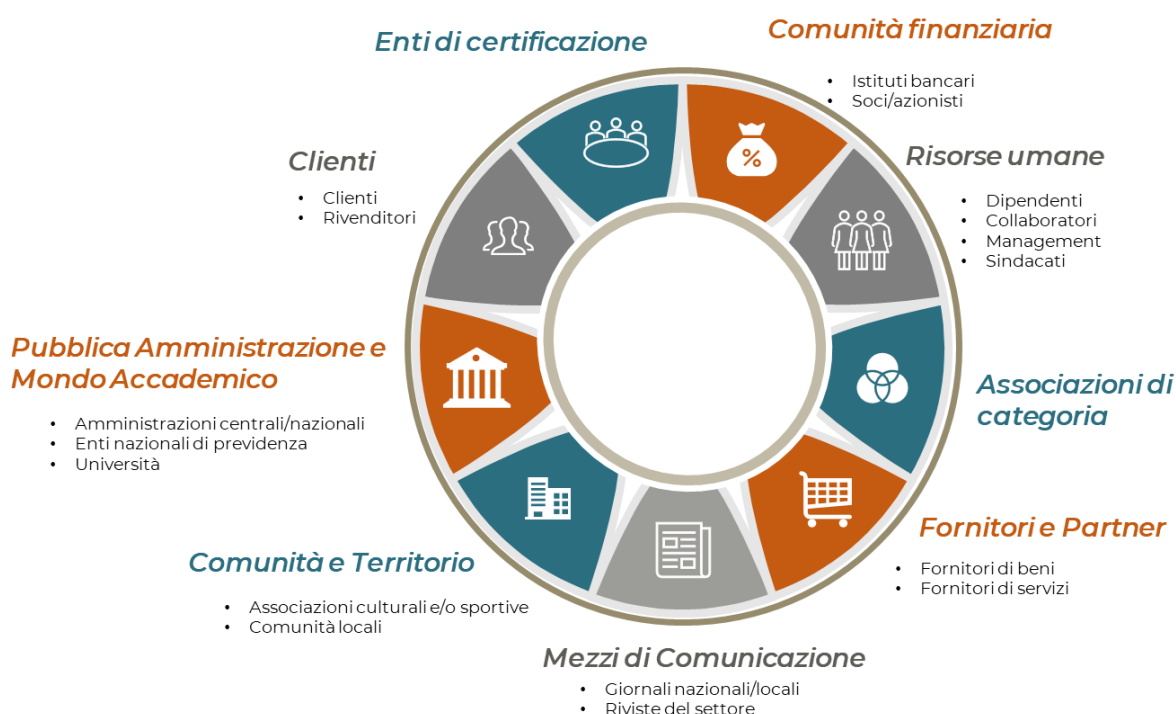 Enti di certificazione
Comunità finanziaria
• Istituti bancari
• Soci/azionisti
Risorse umane
• Dipendenti
• Collaboratori
• Management
• Sindacati
Associazioni di
categoria
Fornitori e Partner
• Fornitori di beni
• Fornitori di servizi
Mezzi di Comunicazione
• Giornali nazionali/locali
• Riviste del settore
Comunità e Territorio
• Associazioni culturali e/o sportive
• Comunità locali
Pubblica Amministrazione e
Mondo Accademico
• Amministrazioni centrali/nazionali
• Enti nazionali di previdenza
• Università
Clienti
• Clienti
• Rivenditori
%